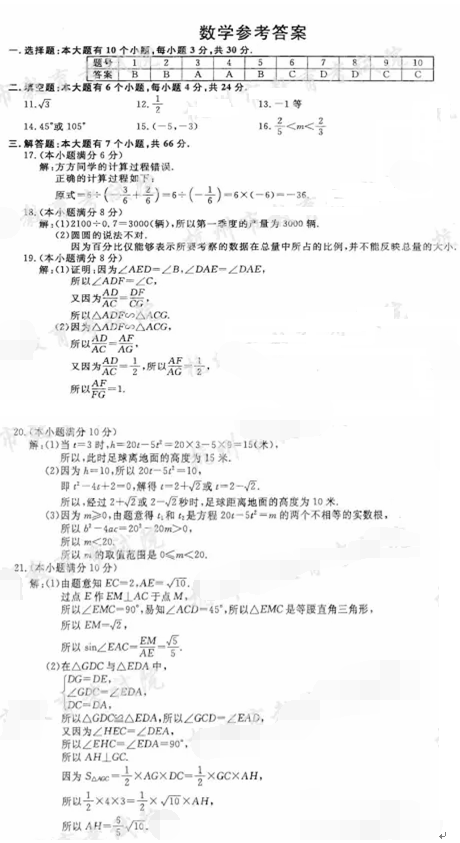 数学参考答案
一.选择题:本大题有10个小题,每小题3分,共30分.
题号 1 2 3 4 5 6 7 8 9 10
答案 B B A A B C D D C C
二.填空题:本大题有6个小题,每小题4分,共24分.
11.√3 12.1/2 13.-1等
14.45°或105° 15.(-5,-3) 16.2/5<m<2/3
三.解答题:本大题有7个小题,共66分.
17.(本小题满分6分)
解:方方同学的计算过程错误.
正确的计算过程如下:
原式=6÷(-3/6+2/6)=6÷(-1/6)=6×(-6)=-36.
18.(本小题满分8分)
解:(1)2100÷0.7=3000(辆),所以第一季度的产量为3000辆.
(2)圆圆的说法不对.
因为百分比仅能够表示所要考察的数据在总量中所占的比例,并不能反映总量的大小.
19.(本小题满分8分)
解:(1)证明:因为∠AED=∠B,∠DAE=∠DAE,
所以∠ADF=∠C,
又因为AD/AC=DF/CG,
所以△ADF∽△ACG.
(2)因为△ADF∽△ACG,
所以AD/AC=AF/AG,
又因为AD/AC=1/2,所以AF/AG=1/2,
所以AF/FG=1.
20.(本小题满分10分)
解:(1)当t=3时,h=20t-5t²=20×3-5×9=15(米),
所以,此时足球离地面的高度为15米.
(2)因为h=10,所以20t-5t²=10,
即t²-4t+2=0,解得t=2+√2或t=2-√2.
所以,经过2+√2或2-√2秒时,足球距离地面的高度为10米.
(3)因为m≥0,由题意得t₁和t₂是方程20t-5t²=m的两个不相等的实数根,
所以b²-4ac=20²-20m>0,
所以m<20.
所以m的取值范围是0≤m<20.
21.(本小题满分10分)
解:(1)由题意知EC=2,AE=√10.
过点E作EM⊥AC于点M,
所以∠EMC=90°,易知∠ACD=45°,所以△EMC是等腰直角三角形,
所以EM=√2,
所以sin∠EAC=EM/AE=√5/5.
(2)在△GDC与△EDA中,
{DG=DE,
∠GDC=∠EDA,
DC=DA,
所以△GDC≌△EDA,所以∠GCD=∠EAD,
又因为∠HEC=∠DEA,
所以∠EHC=∠EDA=90°,
所以AH⊥GC.
因为S△AGC=1/2×AG×DC=1/2×GC×AH,
所以1/2×4×3=1/2×√10×AH,
所以AH=6/5√10.